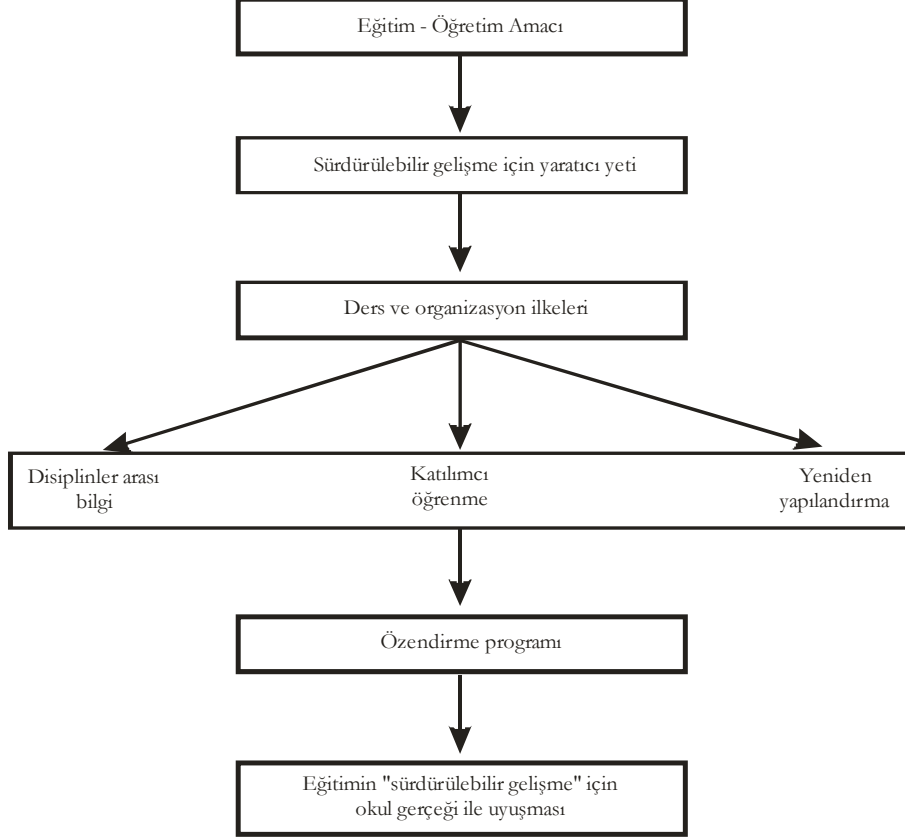 Eğitim - Öğretim Amacı
Sürdürülebilir gelişme için yaratıcı yeti
Ders ve organizasyon ilkeleri
Disiplinler arası
bilgi
Katılımcı
öğrenme
Yeniden
yapılandırma
Özendirme programı
Eğitimin "sürdürülebilir gelişme" için
okul gerçeği ile uyuşması